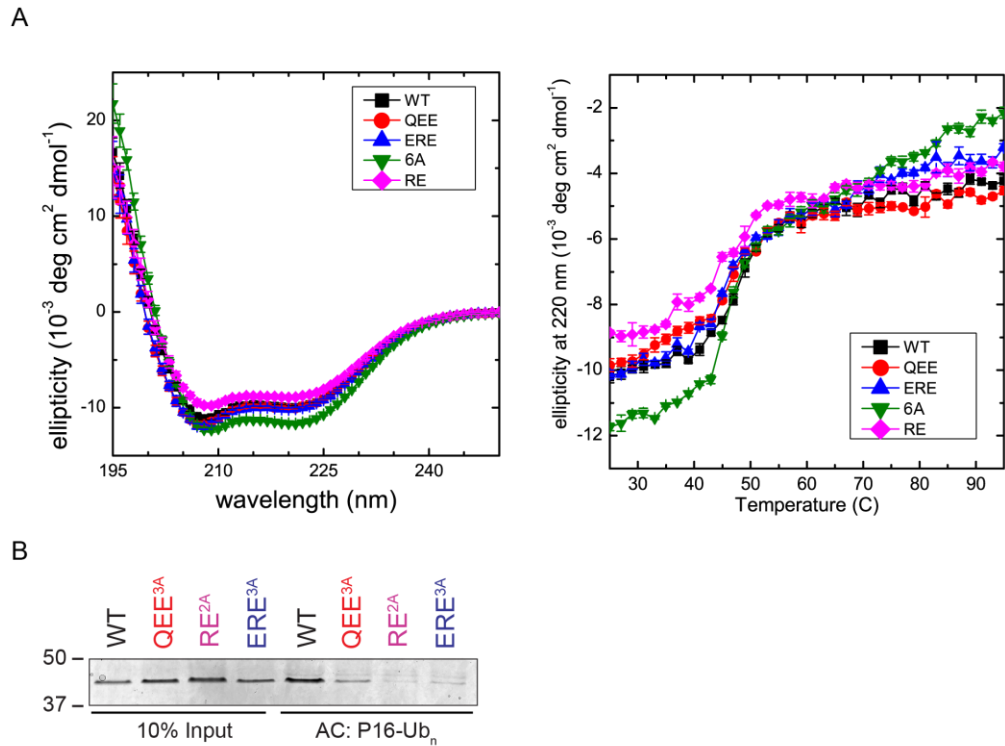 A
ellipticity (10⁻³ deg cm² dmol⁻¹)
20
10
0
-10
195
210
225
240
wavelength (nm)
WT
QEE
ERE
6A
RE
ellipticity at 220 nm (10⁻³ deg cm² dmol⁻¹)
-2
-4
-6
-8
-10
-12
30
40
50
60
70
80
90
Temperature (C)
WT
QEE
ERE
6A
RE
B
WT QEE³ᴬ RE²ᴬ ERE³ᴬ WT QEE³ᴬ RE²ᴬ ERE³ᴬ
50
37
10% Input AC: P16-Ubₙ